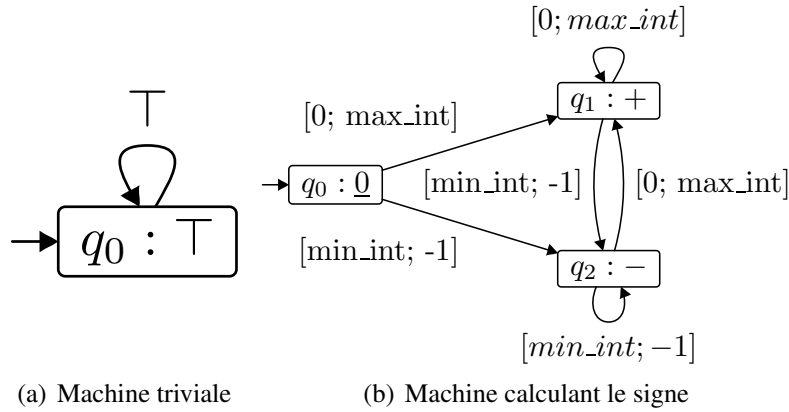 ⊤
q₀ : ⊤
(a) Machine triviale
[0; max_int]
[0; max_int]
q₁ : +
q₀ : 0
[min_int; -1]
[0; max_int]
[min_int; -1]
q₂ : −
[min_int; −1]
(b) Machine calculant le signe